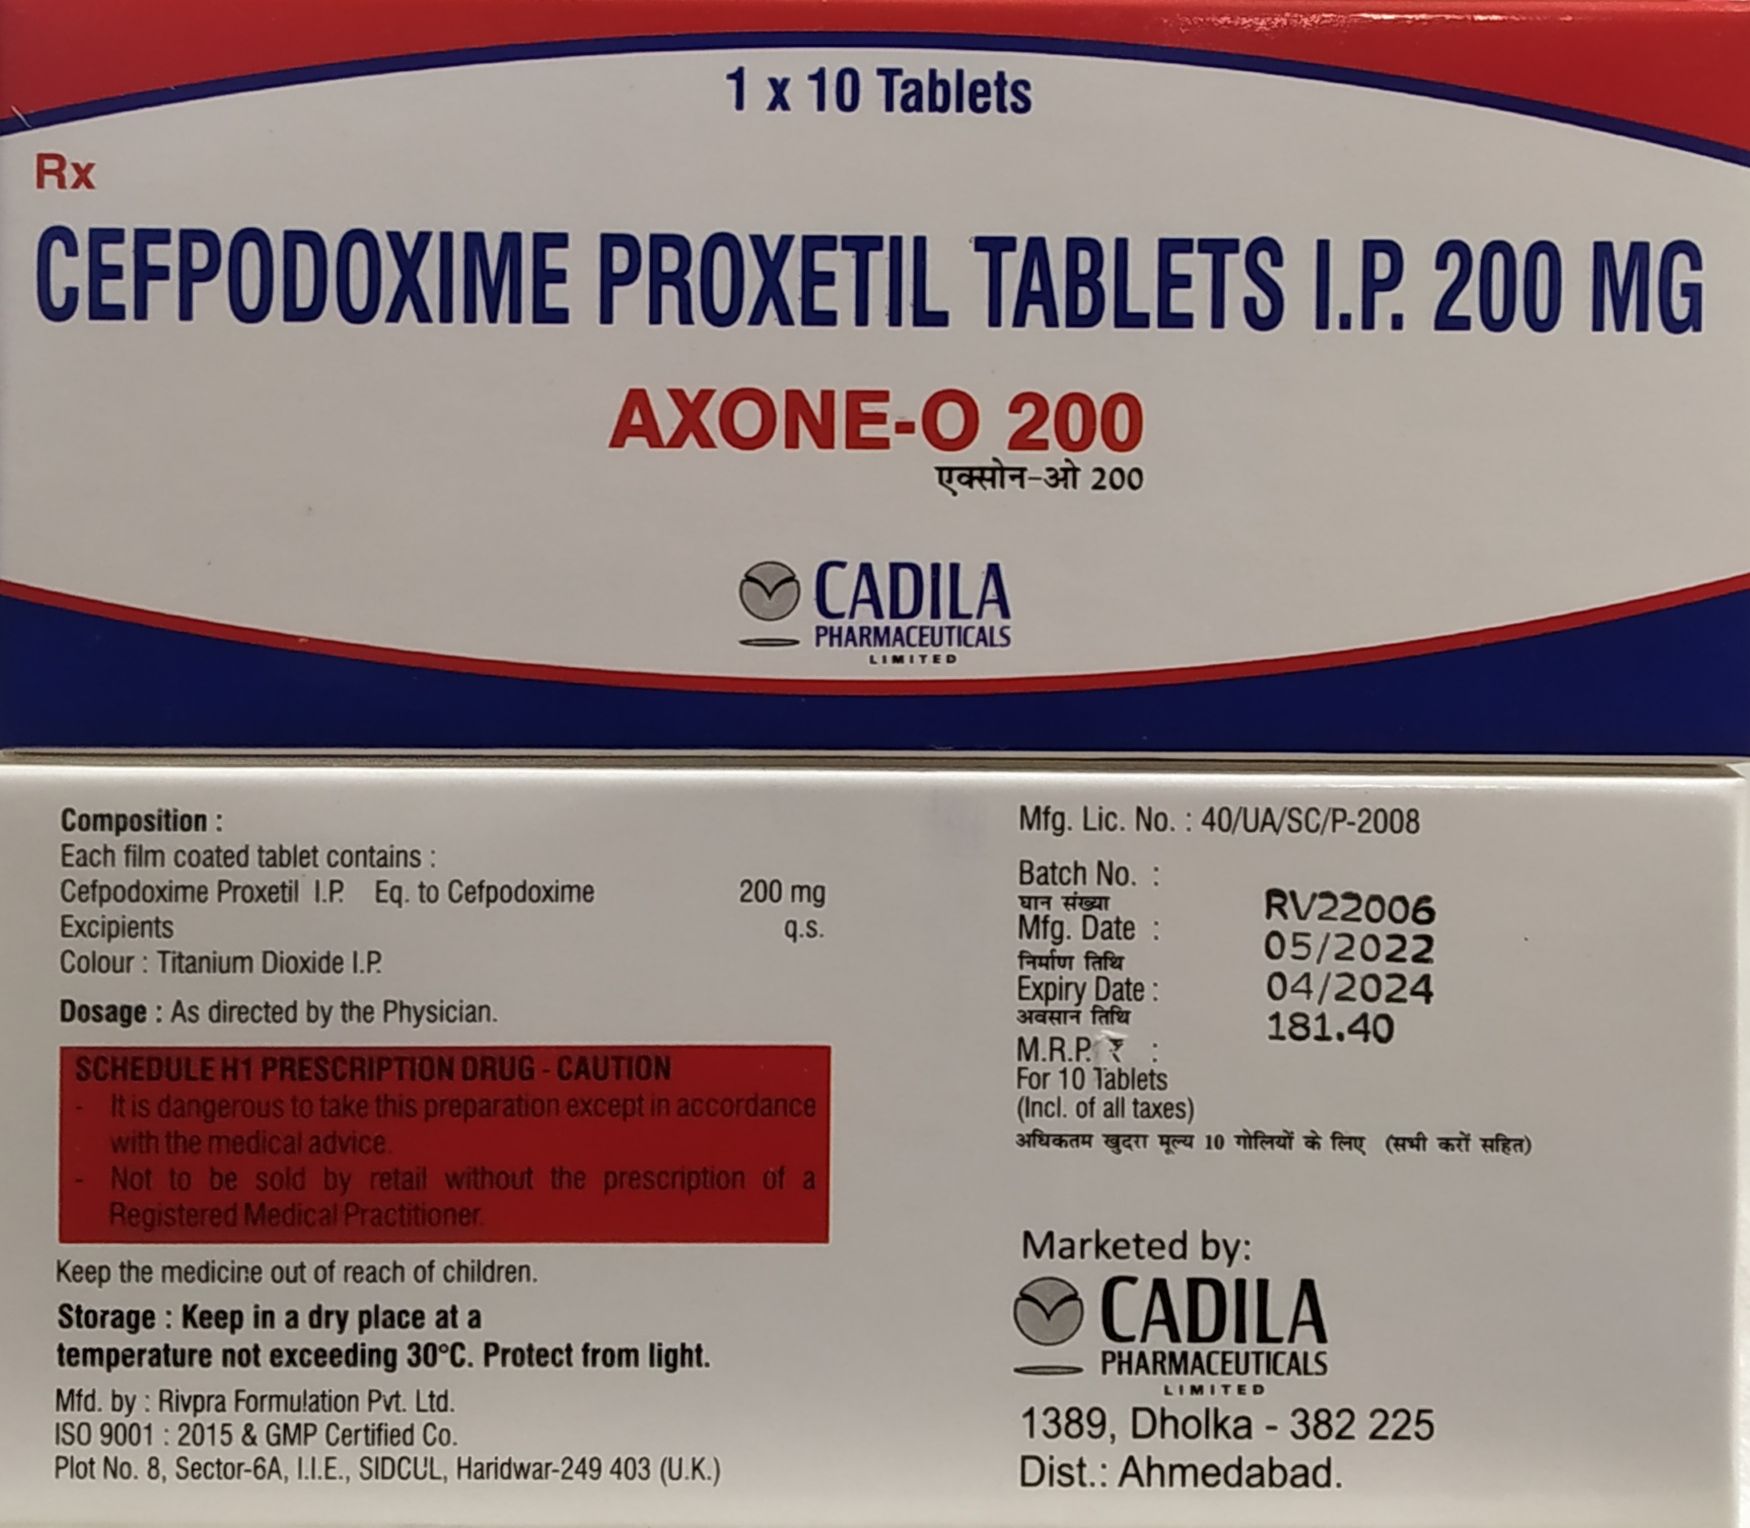 1 x 10 Tablets
Rx
CEFPODOXIME PROXETIL TABLETS I.P. 200 MG
AXONE-O 200
एक्सोन-ओ 200
CADILA
PHARMACEUTICALS
LIMITED
Composition :
Each film coated tablet contains :
Cefpodoxime Proxetil I.P. Eq. to Cefpodoxime 200 mg
Excipients q.s.
Colour : Titanium Dioxide I.P.
Dosage : As directed by the Physician.
SCHEDULE H1 PRESCRIPTION DRUG - CAUTION
- It is dangerous to take this preparation except in accordance
with the medical advice.
- Not to be sold by retail without the prescription of a
Registered Medical Practitioner.
Keep the medicine out of reach of children.
Storage : Keep in a dry place at a
temperature not exceeding 30°C. Protect from light.
Mfd. by : Rivpra Formulation Pvt. Ltd.
ISO 9001 : 2015 & GMP Certified Co.
Plot No. 8, Sector-6A, I.I.E., SIDCUL, Haridwar-249 403 (U.K.)
Mfg. Lic. No. : 40/UA/SC/P-2008
Batch No. :
घान संख्या RV22006
Mfg. Date : 05/2022
निर्माण तिथि
Expiry Date : 04/2024
अवसान तिथि 181.40
M.R.P. ₹ :
For 10 Tablets
(Incl. of all taxes)
अधिकतम खुदरा मूल्य 10 गोलियों के लिए (सभी करों सहित)
Marketed by:
CADILA
PHARMACEUTICALS
LIMITED
1389, Dholka - 382 225
Dist.: Ahmedabad.